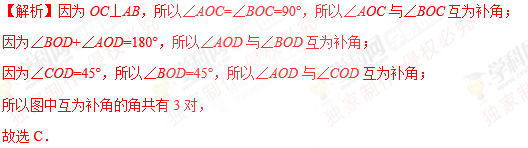 【解析】因为 OC⊥AB，所以∠AOC=∠BOC=90°，所以∠AOC 与∠BOC 互为补角；
因为∠BOD+∠AOD=180°，所以∠AOD 与∠BOD 互为补角；
因为∠COD=45°，所以∠BOD=45°，所以∠AOD 与∠COD 互为补角；
所以图中互为补角的角共有 3 对，
故选 C．